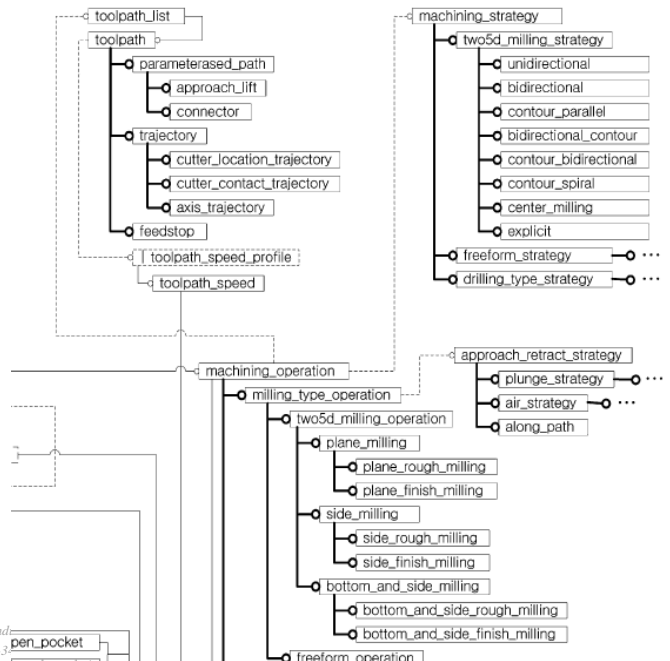 toolpath_list
toolpath
parameterased_path
approach_lift
connector
trajectory
cutter_location_trajectory
cutter_contact_trajectory
axis_trajectory
feedstop
toolpath_speed_profile
toolpath_speed
machining_strategy
two5d_milling_strategy
unidirectional
bidirectional
contour_parallel
bidirectional_contour
contour_bidirectional
contour_spiral
center_milling
explicit
freeform_strategy ...
drilling_type_strategy ...
machining_operation
milling_type_operation
two5d_milling_operation
plane_milling
plane_rough_milling
plane_finish_milling
side_milling
side_rough_milling
side_finish_milling
bottom_and_side_milling
bottom_and_side_rough_milling
bottom_and_side_finish_milling
freeform_operation
approach_retract_strategy
plunge_strategy ...
air_strategy ...
along_path
pen_pocket